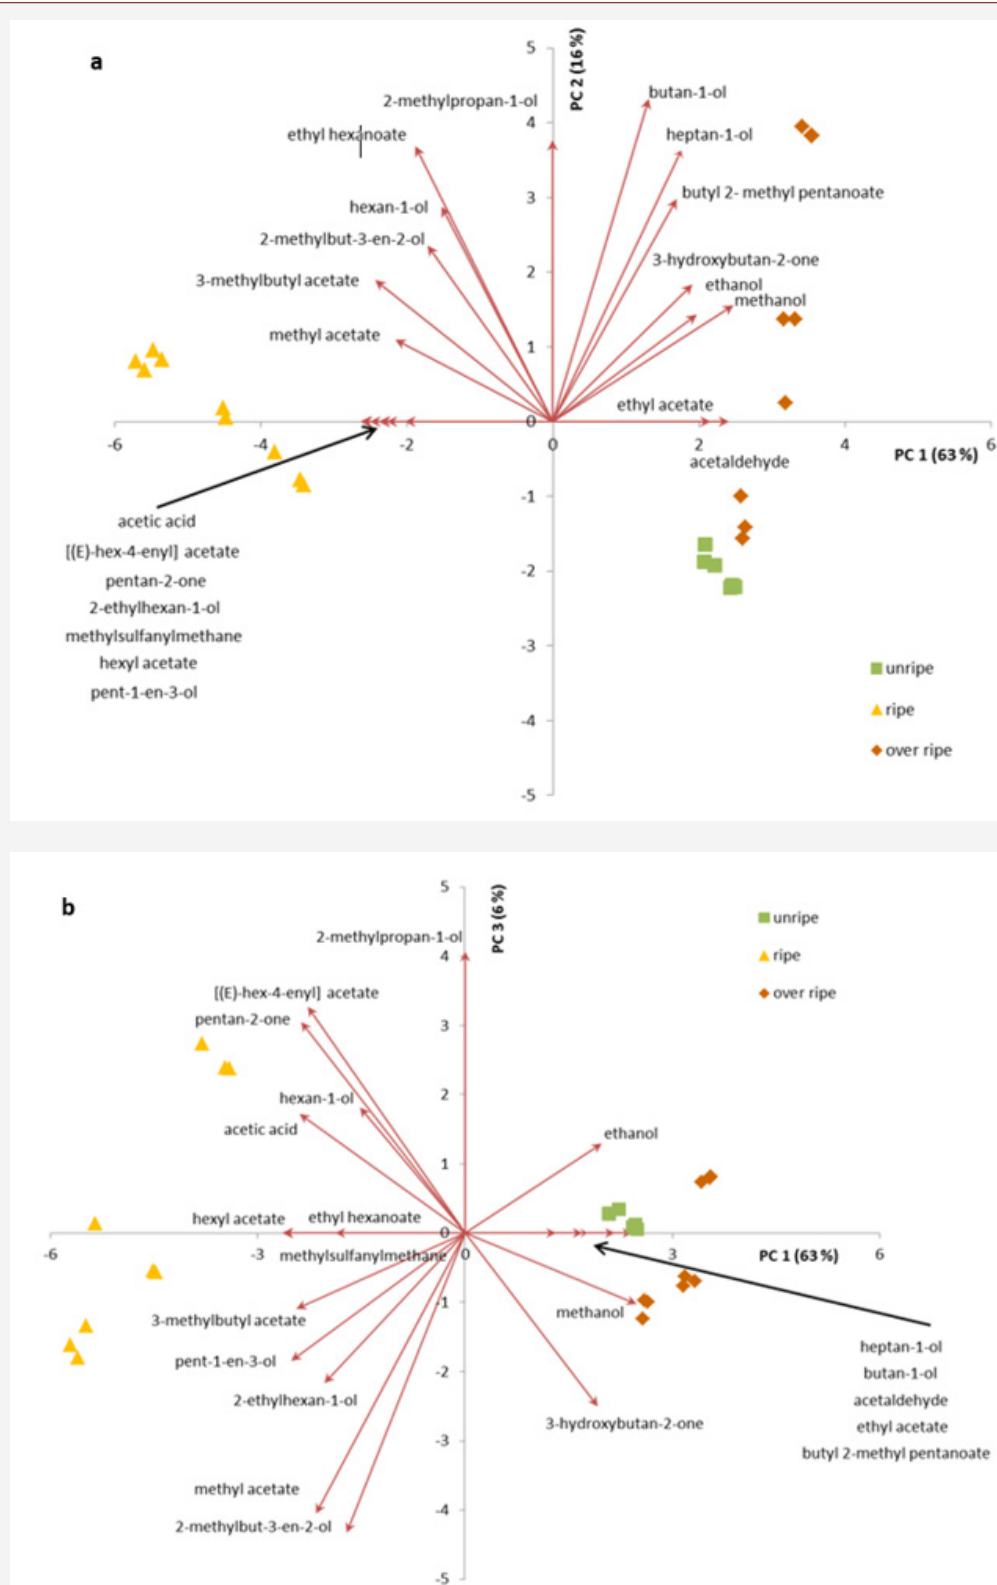 a
PC 2 (16%)
5
2-methylpropan-1-ol
butan-1-ol
4
ethyl hexanoate
heptan-1-ol
3
butyl 2- methyl pentanoate
hexan-1-ol
2-methylbut-3-en-2-ol
3-hydroxybutan-2-one
2
3-methylbutyl acetate
ethanol
methanol
1
methyl acetate
ethyl acetate
0
-6
-4
-2
0
2
4
6
PC 1 (63%)
acetaldehyde
-1
acetic acid
[(E)-hex-4-enyl] acetate
-2
pentan-2-one
2-ethylhexan-1-ol
methylsulfanylmethane
-3
hexyl acetate
pent-1-en-3-ol
unripe
ripe
over ripe
-4
-5
b
PC 3 (6%)
5
unripe
ripe
over ripe
2-methylpropan-1-ol
4
[(E)-hex-4-enyl] acetate
pentan-2-one
3
2
hexan-1-ol
acetic acid
ethanol
1
hexyl acetate
ethyl hexanoate
0
-6
-3
methylsulfanylmethane
0
3
PC 1 (63%)
6
-1
methanol
3-methylbutyl acetate
pent-1-en-3-ol
-2
2-ethylhexan-1-ol
3-hydroxybutan-2-one
heptan-1-ol
butan-1-ol
acetaldehyde
ethyl acetate
butyl 2-methyl pentanoate
-3
methyl acetate
-4
2-methylbut-3-en-2-ol
-5